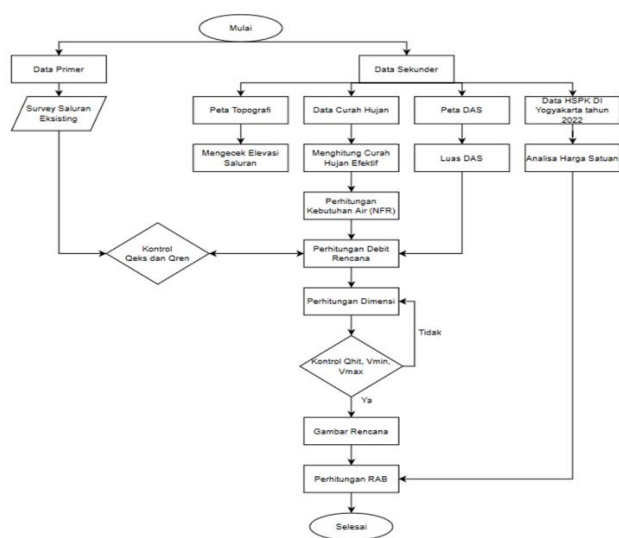 Mulai
Data Primer
Data Sekunder
Survey Saluran
Eksisting
Peta Topografi
Data Curah Hujan
Peta DAS
Data HSPK DI
Yogyakarta tahun
2022
Mengecek Elevasi
Saluran
Menghitung Curah
Hujan Efektif
Luas DAS
Analisa Harga Satuan
Perhitungan
Kebutuhan Air (NFR)
Kontrol
Qeks dan Qren
Perhitungan Debit
Rencana
Perhitungan Dimensi
Tidak
Kontrol Qhit, Vmin,
Vmax
Ya
Gambar Rencana
Perhitungan RAB
Selesai